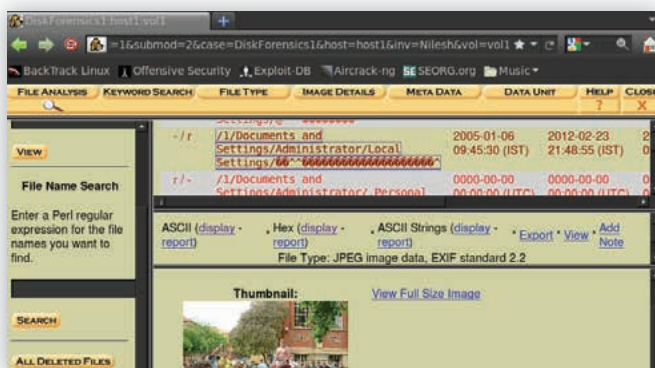 DiskForensics1:host1:vol1
=1&submod=2&case=DiskForensics1&host=host1&inv=Nilesh&vol=vol1
BackTrack Linux Offensive Security Exploit-DB Aircrack-ng SE SEORG.org Music
FILE ANALYSIS KEYWORD SEARCH FILE TYPE IMAGE DETAILS META DATA DATA UNIT HELP CLOSE
? X
VIEW
File Name Search
Enter a Perl regular
expression for the file
names you want to
find.
SEARCH
ALL DELETED FILES
- / r /1/Documents and 2005-01-06 2012-02-23 2
Settings/Administrator/Local 09:45:30 (IST) 21:48:55 (IST) 0
r / - /1/Documents and 0000-00-00 0000-00-00 0
Settings/Administrator/.Personal 00:00:00 (UTC) 00:00:00 (UTC) 0
ASCII (display - report) * Hex (display - report) * ASCII Strings (display - report) * Export * View * Add Note
File Type: JPEG image data, EXIF standard 2.2
Thumbnail: View Full Size Image